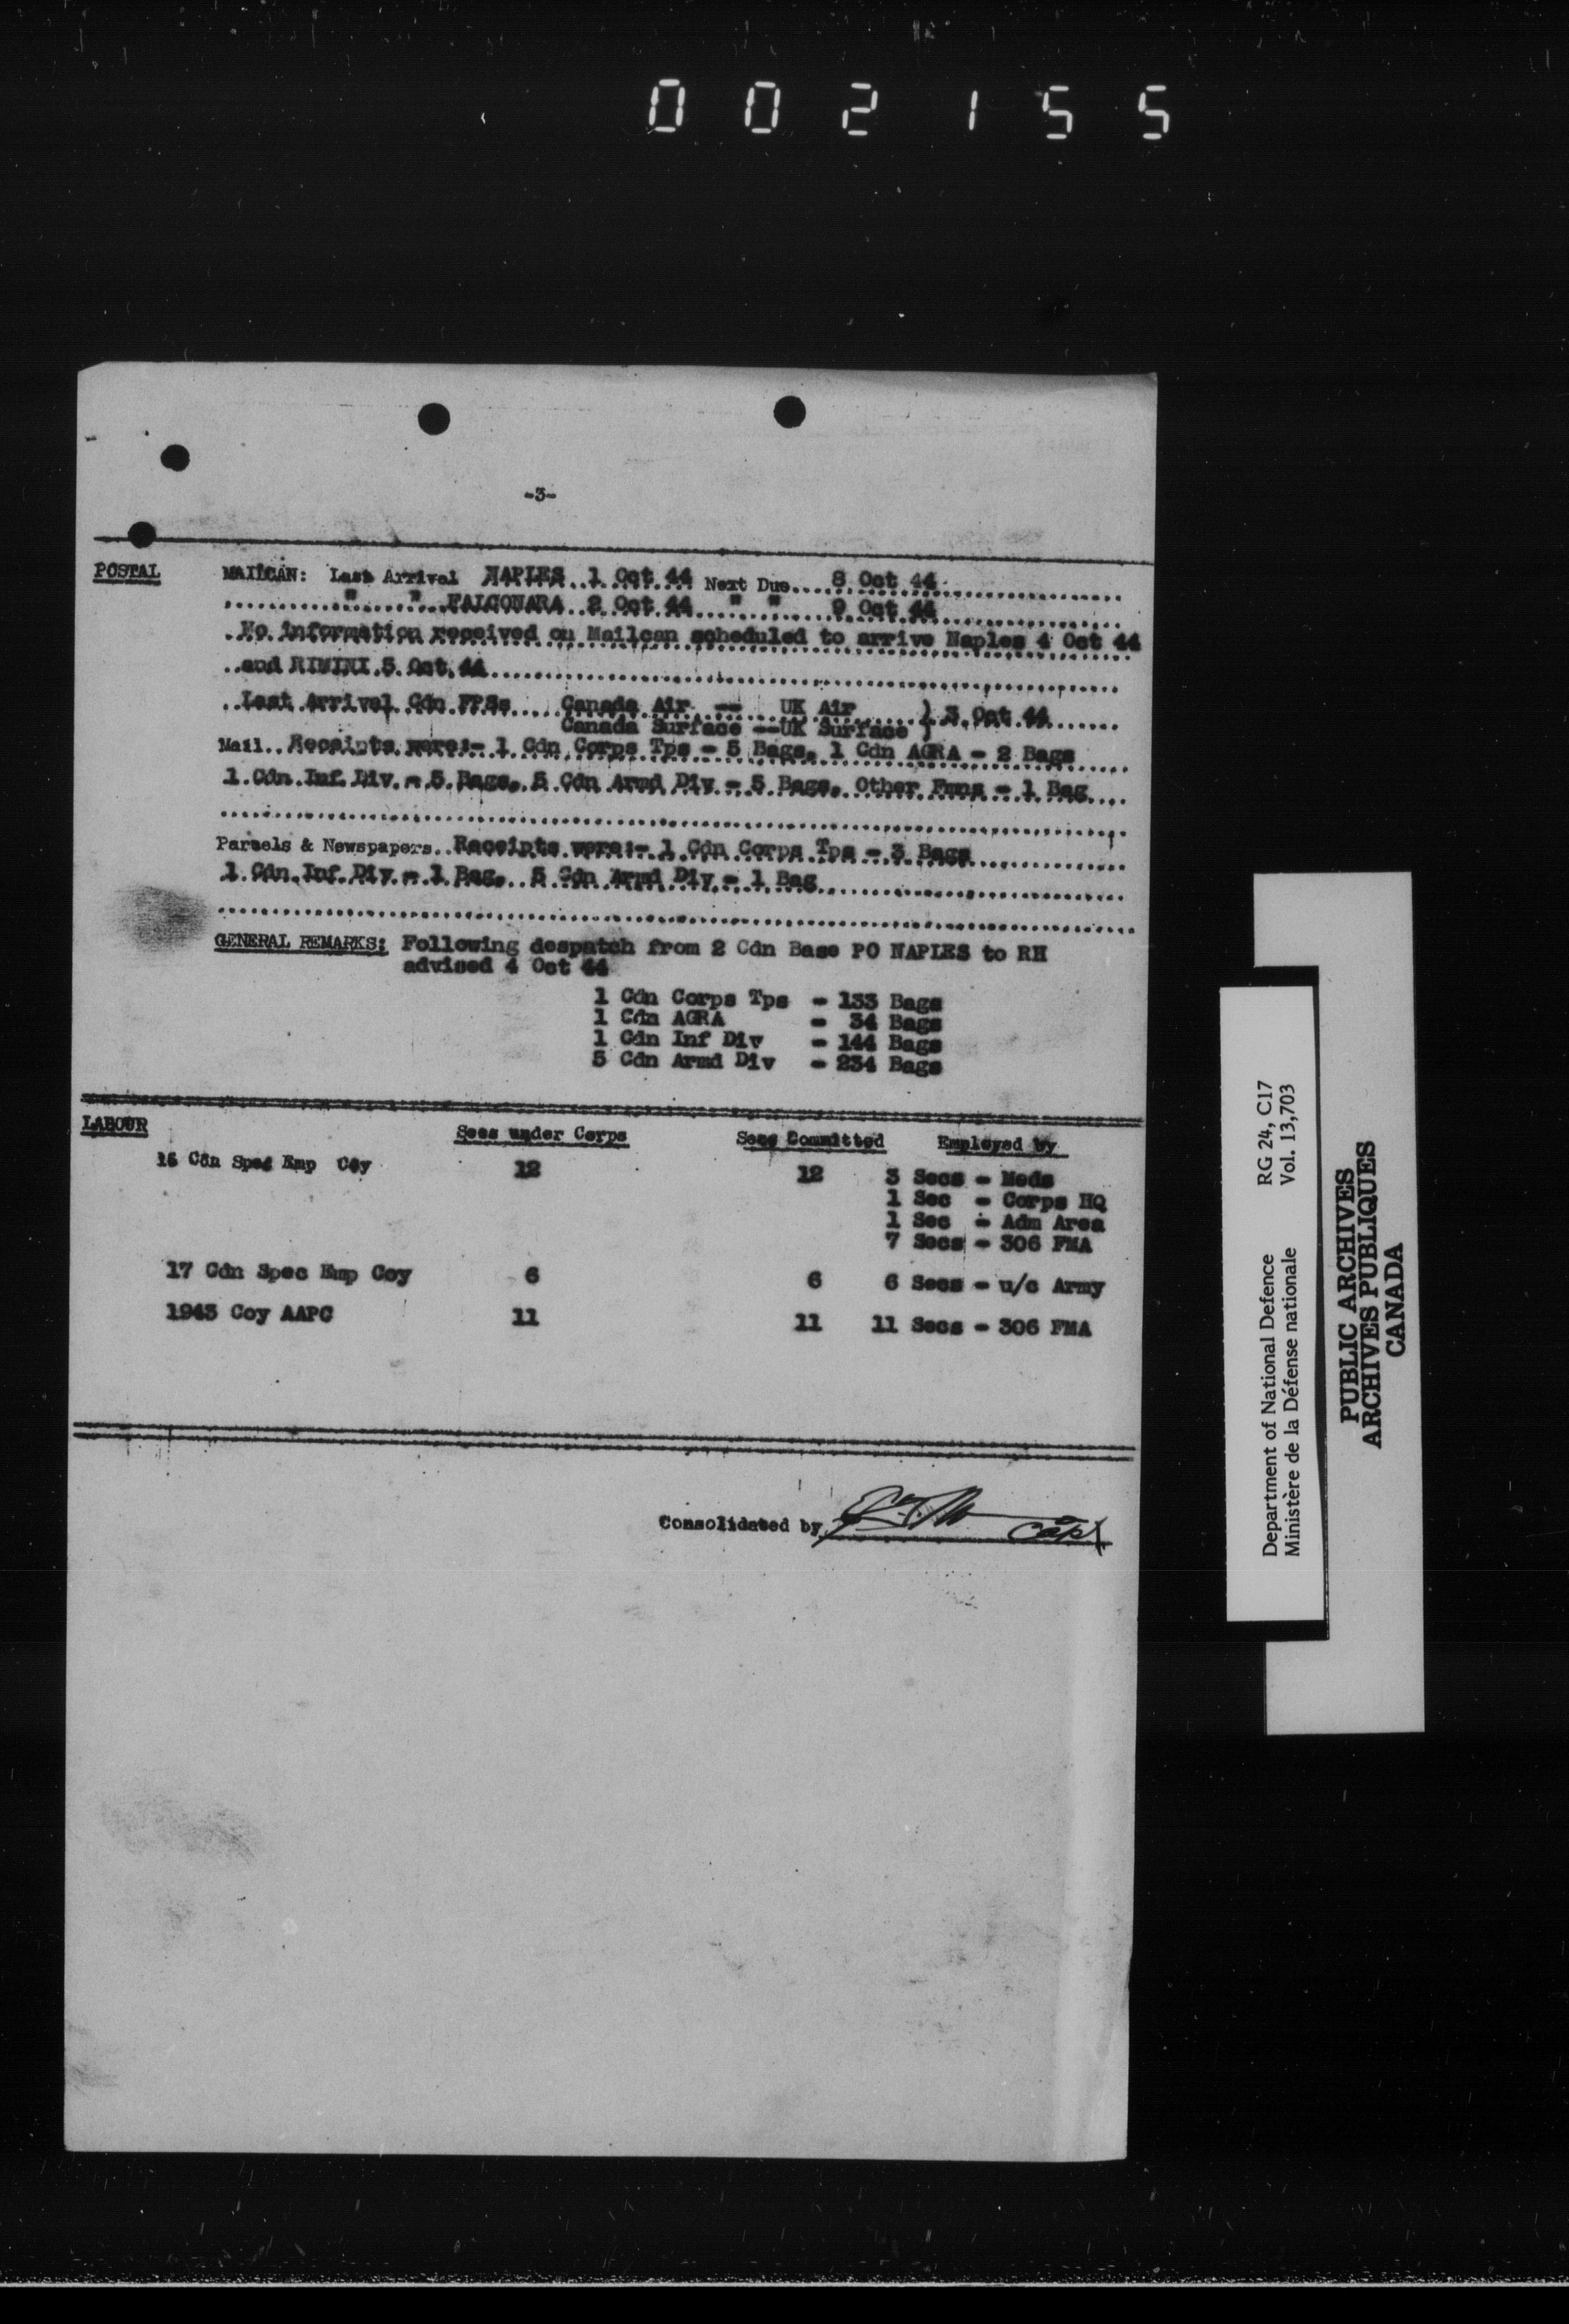 002155
-3-
POSTAL MAILCAN: Last Arrival NAPLES..1 Oct 44 Next Due....8 Oct 44
" " FALCONARA..2 Oct 44...." " 9 Oct 44
No information received on Mailcan scheduled to arrive Naples 4 Oct 44
and RIMINI 5 Oct 44
Last Arrival Cdn FPSs Canada Air -- UK Air ) 3 Oct 44
Canada Surface --UK Surface )
Mail..Receipts were:- 1 Cdn Corps Tps - 5 Bags, 1 Cdn AGRA - 2 Bags
1 Cdn Inf Div - 5 Bags, 5 Cdn Armd Div - 5 Bags, Other Fmns - 1 Bag
Parsels & Newspapers..Receipts were:- 1 Cdn Corps Tps - 3 Bags
1 Cdn Inf Div - 1 Bag, 5 Cdn Armd Div - 1 Bag
GENERAL REMARKS: Following despatch from 2 Cdn Base PO NAPLES to RH
advised 4 Oct 44
1 Cdn Corps Tps - 133 Bags
1 Cdn AGRA - 34 Bags
1 Cdn Inf Div - 144 Bags
5 Cdn Armd Div - 234 Bags
LABOUR
Secs under Corps Secs Committed Employed by
Cdn Spec Emp Coy 12 12 3 Secs - Meds
1 Sec - Corps HQ
1 Sec - Adm Area
7 Secs - 306 FMA
17 Cdn Spec Emp Coy 6 6 6 Secs - u/c Army
1943 Coy AAPC 11 11 11 Secs - 306 FMA
Consolidated by Capt
Department of National Defence RG 24, C17
Ministère de la Défense nationale Vol. 13,703
PUBLIC ARCHIVES
ARCHIVES PUBLIQUES
CANADA